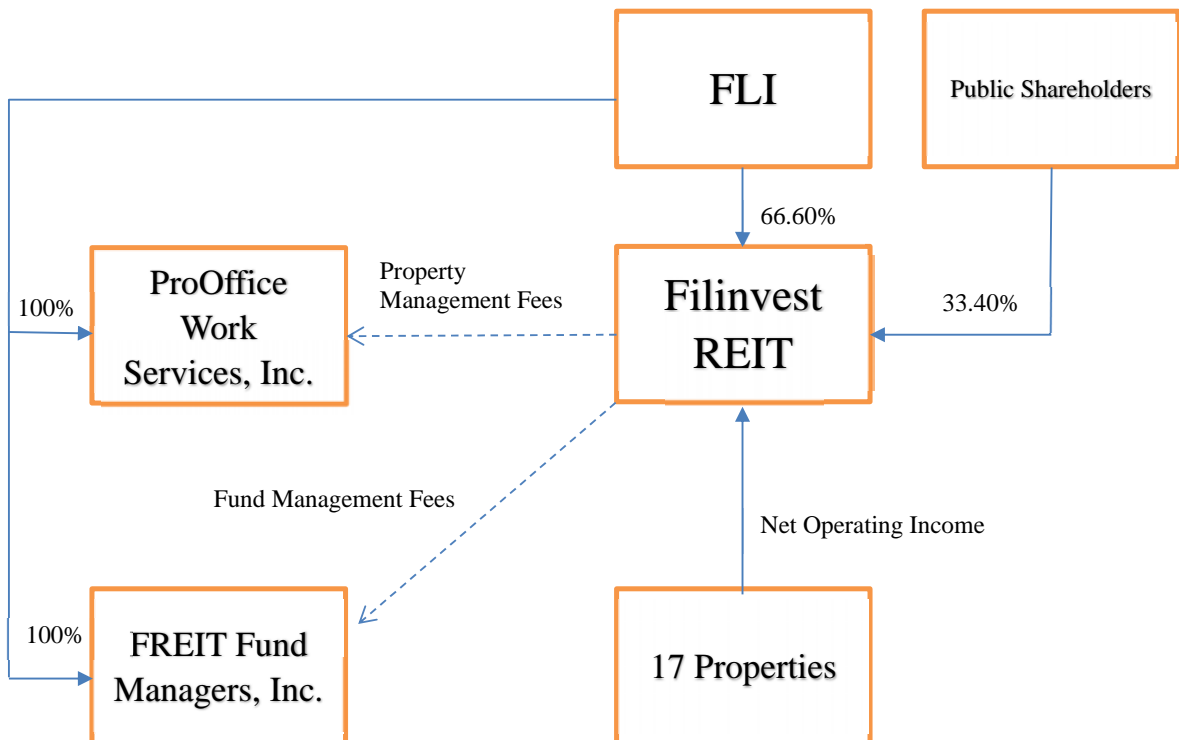 FLI
Public Shareholders
66.60%
ProOffice
Work
Services, Inc.
Property
Management Fees
Filinvest
REIT
100%
33.40%
Fund Management Fees
Net Operating Income
100%
FREIT Fund
Managers, Inc.
17 Properties